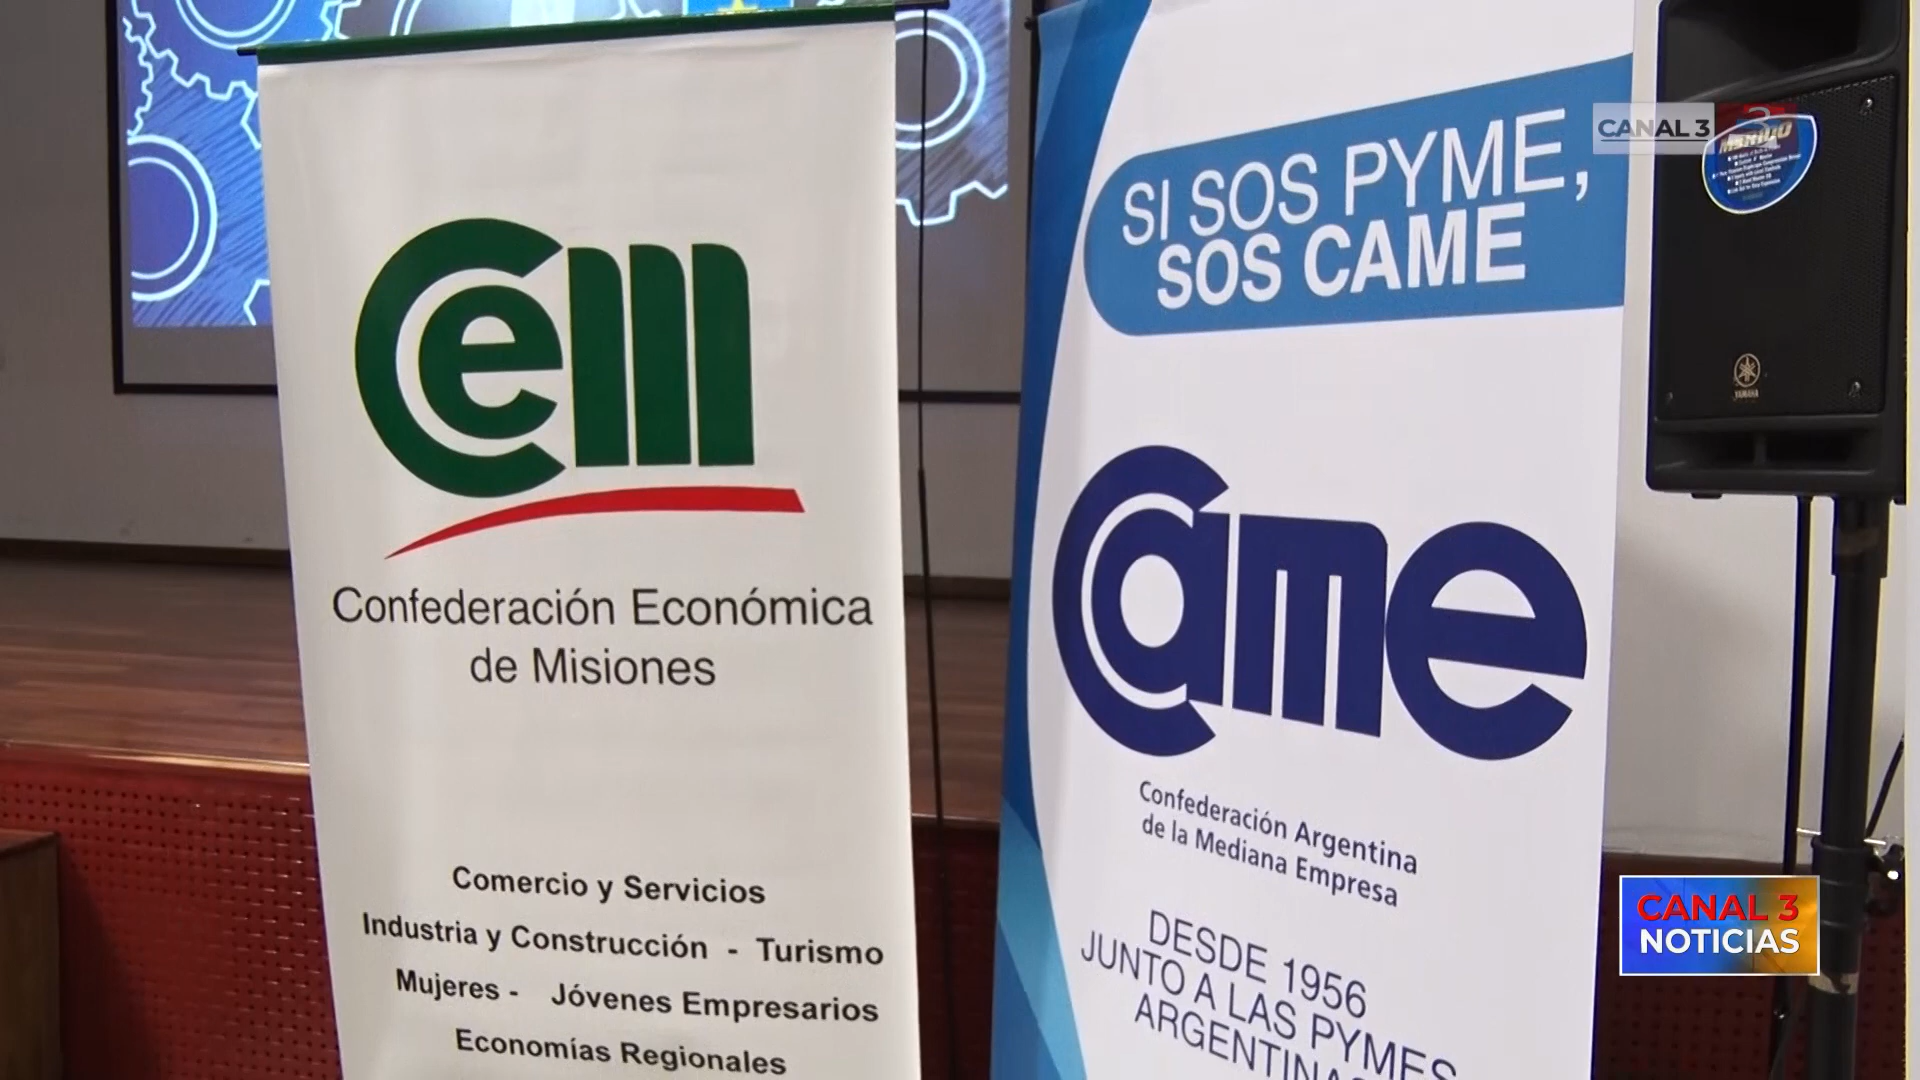 Cem
Confederación Económica
de Misiones
Comercio y Servicios
Industria y Construcción - Turismo
Mujeres - Jóvenes Empresarios
Economías Regionales
SI SOS PYME,
SOS CAME
Came
Confederación Argentina
de la Mediana Empresa
DESDE 1956
JUNTO A LAS PYMES
ARGENTINAS
CANAL 3
3
YAMAHA
CANAL 3
NOTICIAS